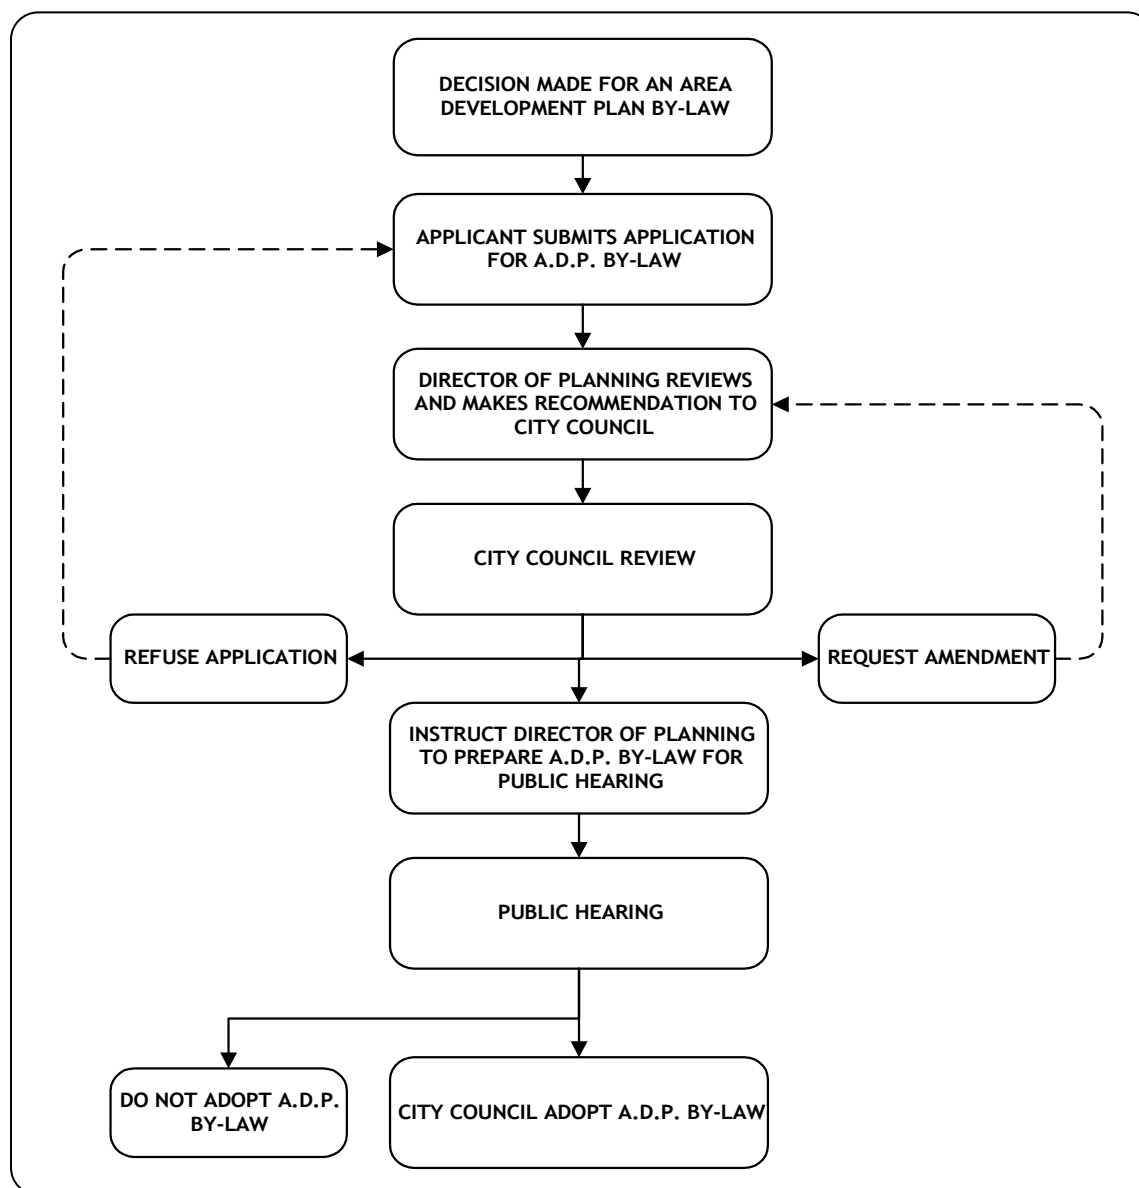 DECISION MADE FOR AN AREA
DEVELOPMENT PLAN BY-LAW
APPLICANT SUBMITS APPLICATION
FOR A.D.P. BY-LAW
DIRECTOR OF PLANNING REVIEWS
AND MAKES RECOMMENDATION TO
CITY COUNCIL
CITY COUNCIL REVIEW
REFUSE APPLICATION
REQUEST AMENDMENT
INSTRUCT DIRECTOR OF PLANNING
TO PREPARE A.D.P. BY-LAW FOR
PUBLIC HEARING
PUBLIC HEARING
DO NOT ADOPT A.D.P.
BY-LAW
CITY COUNCIL ADOPT A.D.P. BY-LAW